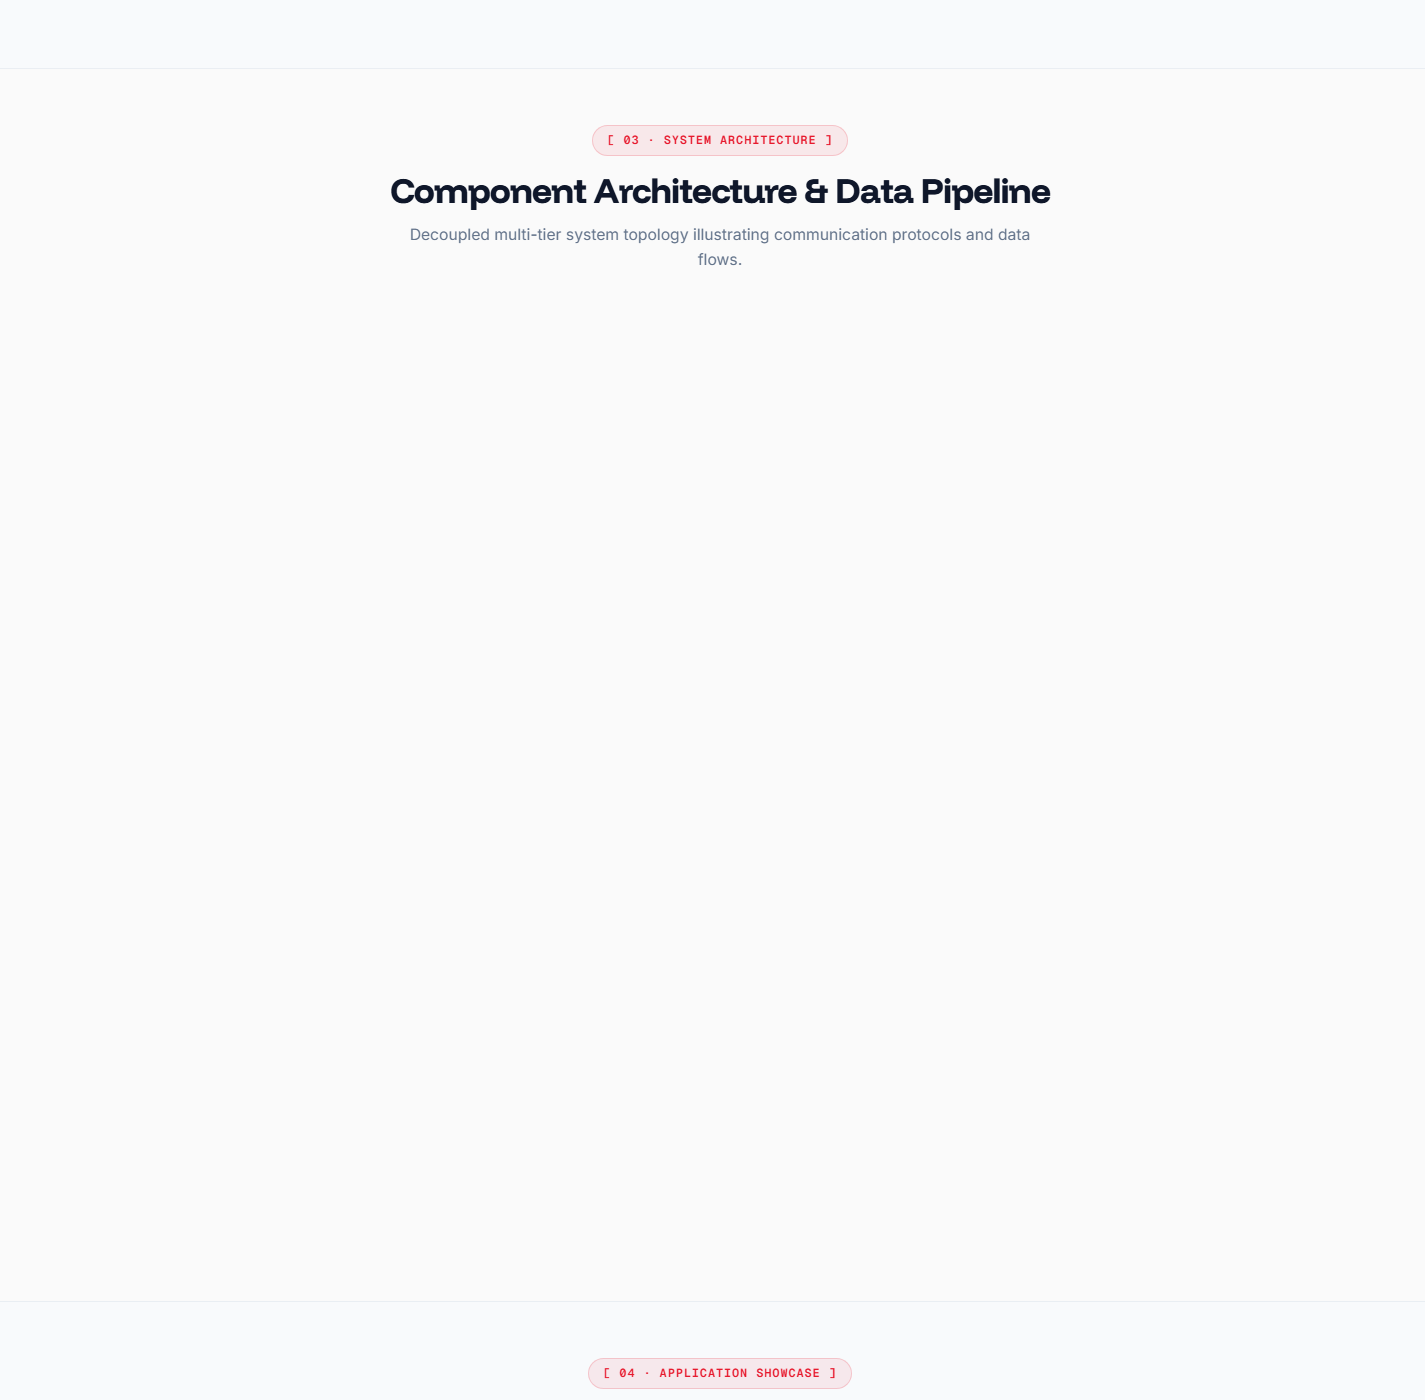 [ 03 · SYSTEM ARCHITECTURE ]
Component Architecture & Data Pipeline
Decoupled multi-tier system topology illustrating communication protocols and data
flows.
[ 04 · APPLICATION SHOWCASE ]